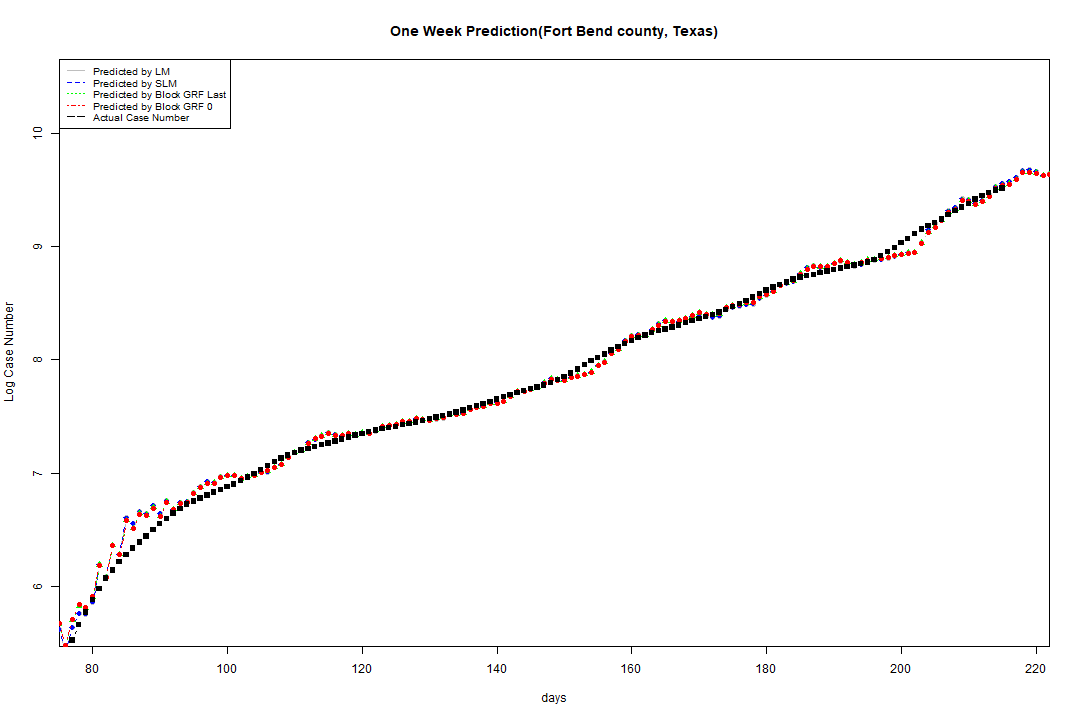 One Week Prediction(Fort Bend county, Texas)
Predicted by LM
Predicted by SLM
Predicted by Block GRF Last
Predicted by Block GRF 0
Actual Case Number
10
9
8
7
6
Log Case Number
80 100 120 140 160 180 200 220
days